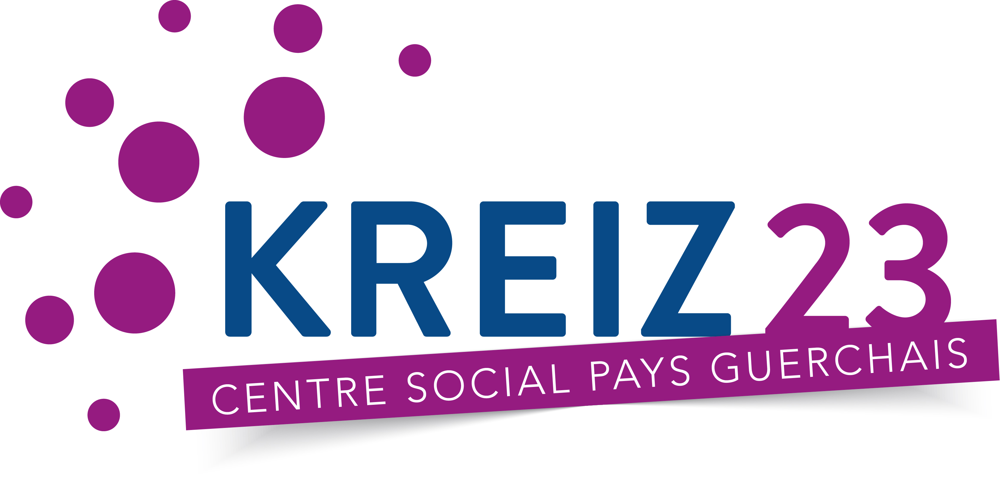 KREIZ 23
CENTRE SOCIAL PAYS GUERCHAIS